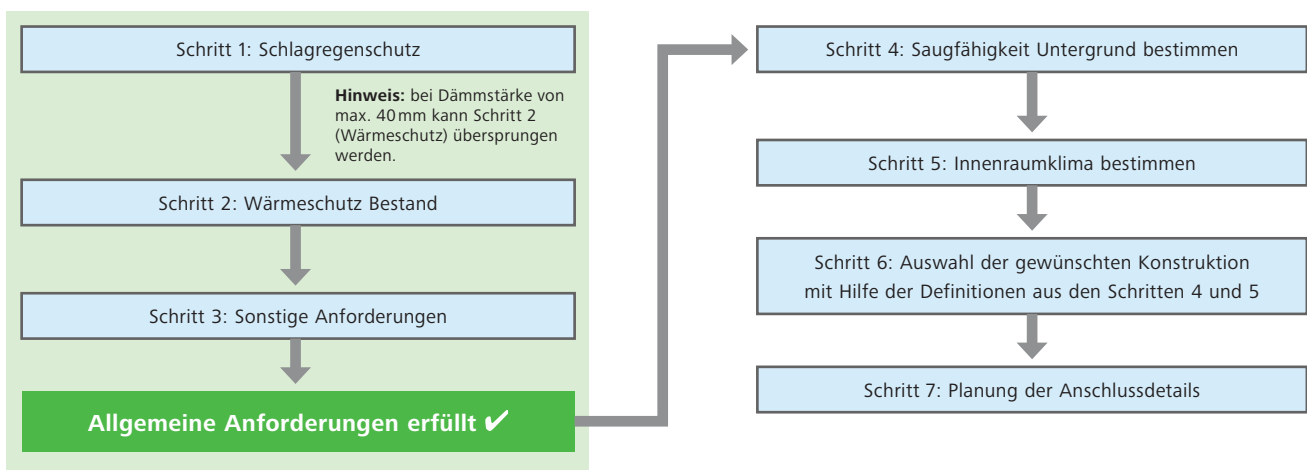 Schritt 1: Schlagregenschutz
Hinweis: bei Dämmstärke von
max. 40 mm kann Schritt 2
(Wärmeschutz) übersprungen
werden.
Schritt 2: Wärmeschutz Bestand
Schritt 3: Sonstige Anforderungen
Allgemeine Anforderungen erfüllt ✔
Schritt 4: Saugfähigkeit Untergrund bestimmen
Schritt 5: Innenraumklima bestimmen
Schritt 6: Auswahl der gewünschten Konstruktion
mit Hilfe der Definitionen aus den Schritten 4 und 5
Schritt 7: Planung der Anschlussdetails